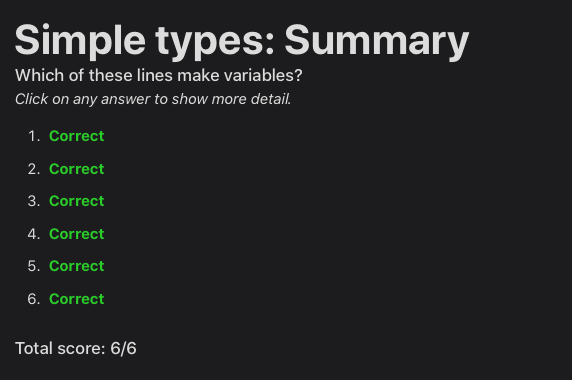 Simple types: Summary
Which of these lines make variables?
Click on any answer to show more detail.
1. Correct
2. Correct
3. Correct
4. Correct
5. Correct
6. Correct
Total score: 6/6